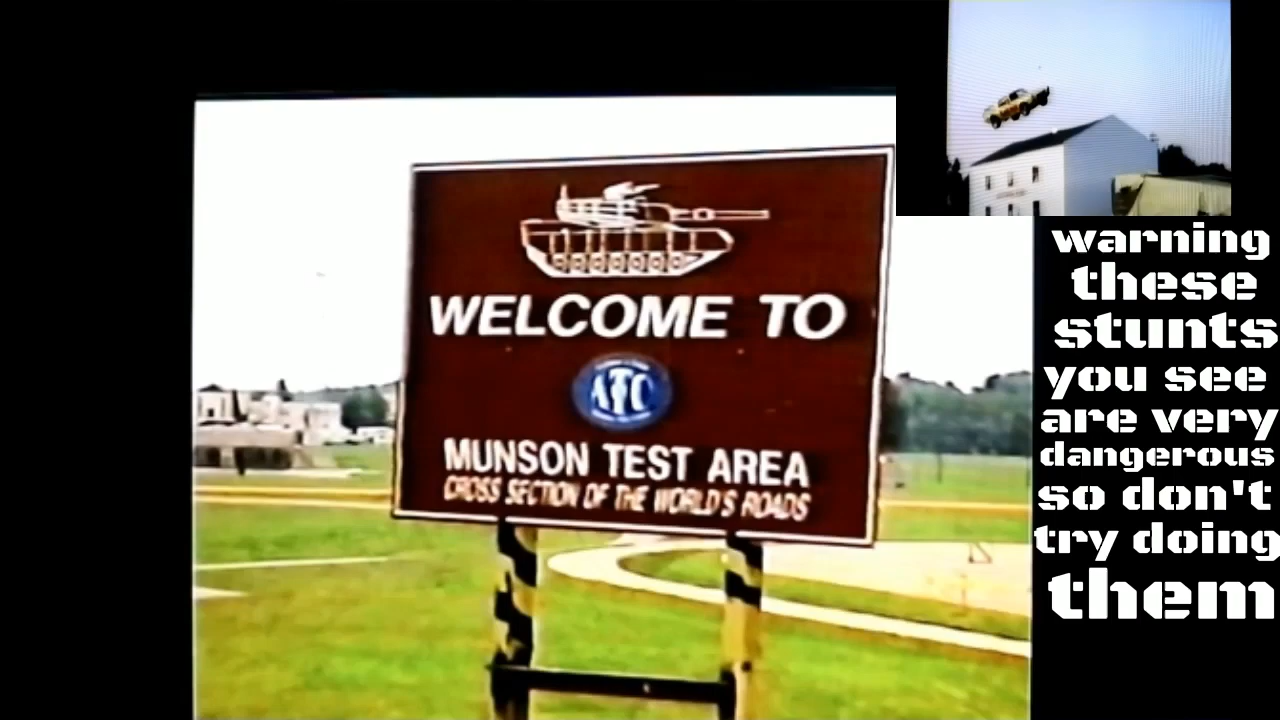 WELCOME TO
ATC
MUNSON TEST AREA
CROSS SECTION OF THE WORLD'S ROADS
warning
these
stunts
you see
are very
dangerous
so don't
try doing
them